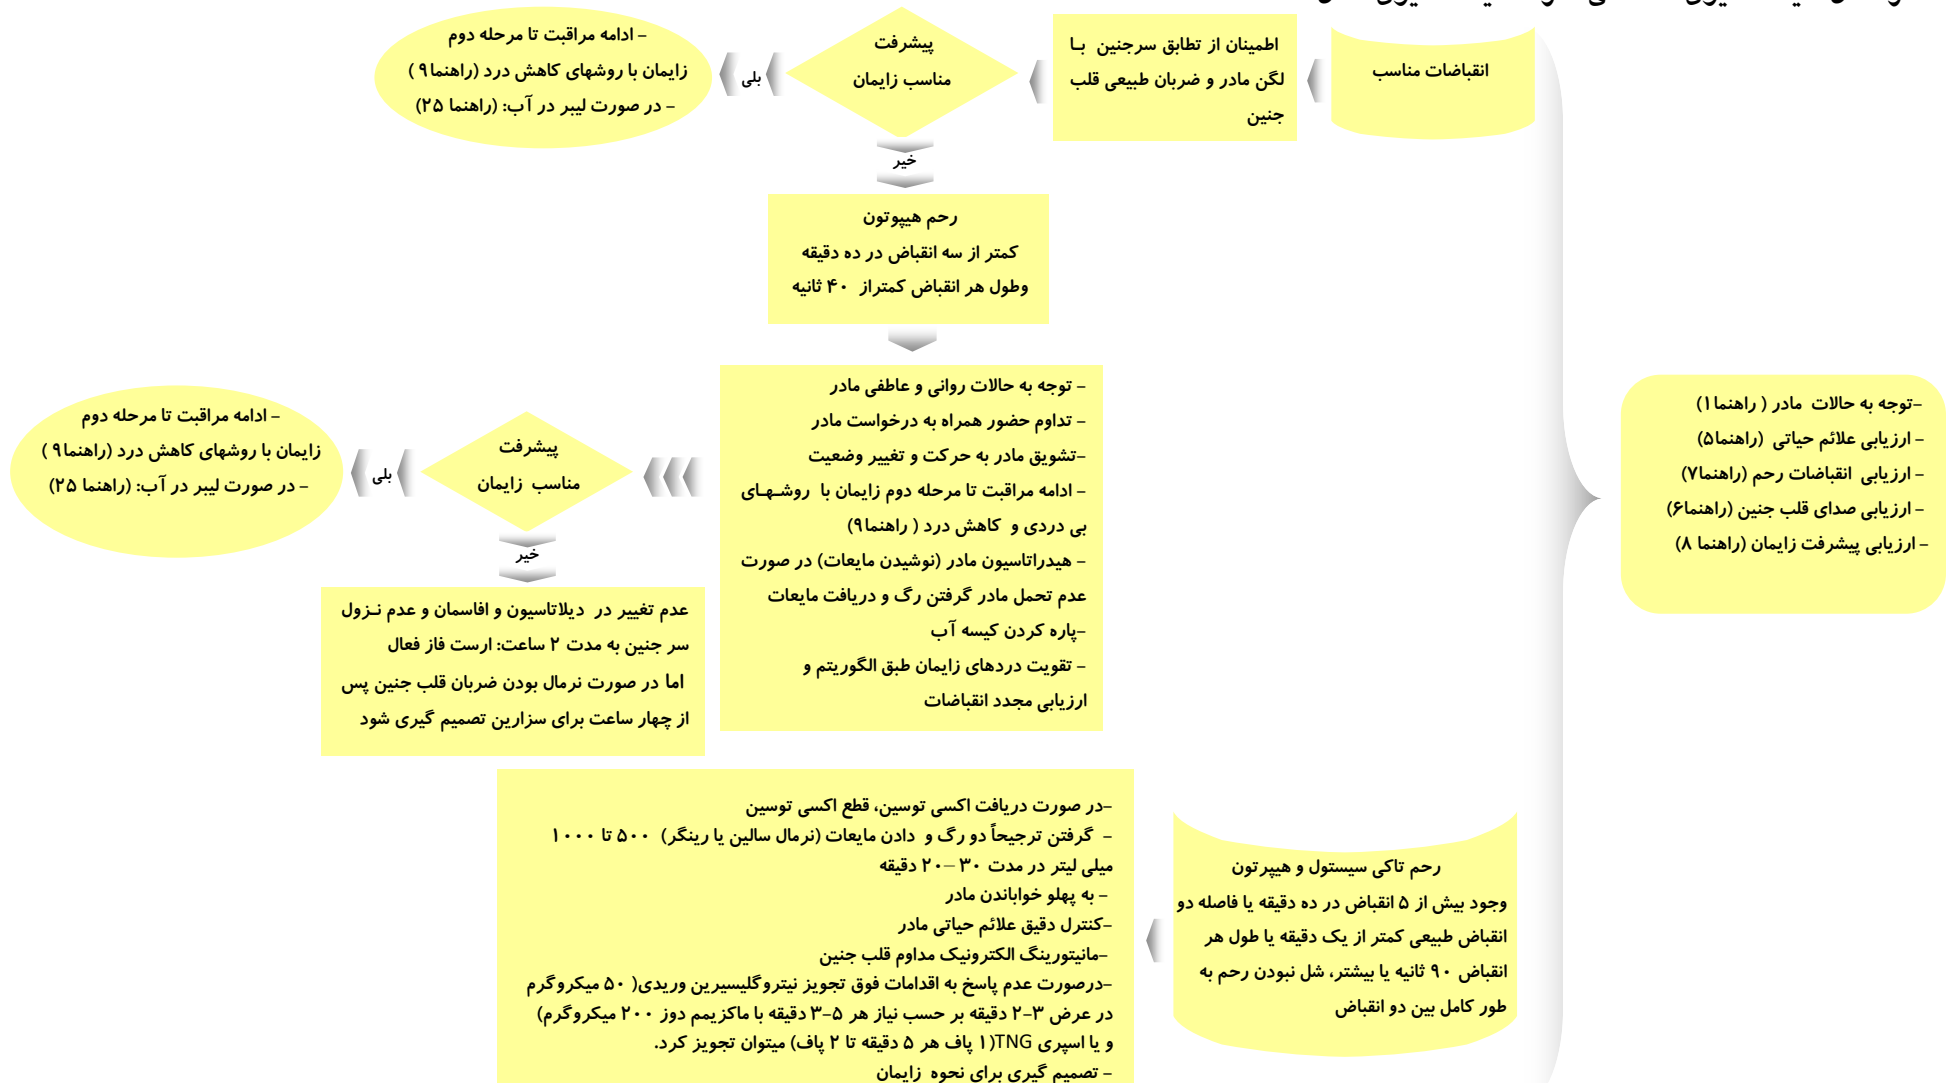 –توجه به حالات مادر ( راهنما۱)
– ارزیابی علائم حیاتی (راهنما۵)
– ارزیابی انقباضات رحم (راهنما۷)
– ارزیابی صدای قلب جنین (راهنما۶)
– ارزیابی پیشرفت زایمان (راهنما ۸)
انقباضات مناسب
اطمینان از تطابق سرجنین بـا
لگن مادر و ضربان طبیعی قلب
جنین
پیشرفت
مناسب زایمان
بلی
– ادامه مراقبت تا مرحله دوم
زایمان با روشهای کاهش درد (راهنما۹ )
– در صورت لیبر در آب: (راهنما ۲۵)
خیر
رحم هیپوتون
کمتر از سه انقباض در ده دقیقه
وطول هر انقباض کمتراز ۴۰ ثانیه
– توجه به حالات روانی و عاطفی مادر
– تداوم حضور همراه به درخواست مادر
–تشویق مادر به حرکت و تغییر وضعیت
– ادامه مراقبت تا مرحله دوم زایمان با روشـهـای
بی دردی و کاهش درد ( راهنما۹)
– هیدراتاسیون مادر (نوشیدن مایعات) در صورت
عدم تحمل مادر گرفتن رگ و دریافت مایعات
–پاره کردن کیسه آب
– تقویت دردهای زایمان طبق الگوریتم و
ارزیابی مجدد انقباضات
پیشرفت
مناسب زایمان
بلی
– ادامه مراقبت تا مرحله دوم
زایمان با روشهای کاهش درد (راهنما۹ )
– در صورت لیبر در آب: (راهنما ۲۵)
خیر
عدم تغییر در دیلاتاسیون و افاسمان و عدم نـزول
سر جنین به مدت ۲ ساعت: ارست فاز فعال
اما در صورت نرمال بودن ضربان قلب جنین پس
از چهار ساعت برای سزارین تصمیم گیری شود
رحم تاکی سیستول و هیپرتون
وجود بیش از ۵ انقباض در ده دقیقه یا فاصله دو
انقباض طبیعی کمتر از یک دقیقه یا طول هر
انقباض ۹۰ ثانیه یا بیشتر، شل نبودن رحم به
طور کامل بین دو انقباض
–در صورت دریافت اکسی توسین، قطع اکسی توسین
– گرفتن ترجیحاً دو رگ و دادن مایعات (نرمال سالین یا رینگر) ۵۰۰ تا ۱۰۰۰
میلی لیتر در مدت ۳۰–۲۰ دقیقه
– به پهلو خواباندن مادر
–کنترل دقیق علائم حیاتی مادر
–مانیتورینگ الکترونیک مداوم قلب جنین
–درصورت عدم پاسخ به اقدامات فوق تجویز نیتروگلیسیرین وریدی( ۵۰ میکروگرم
در عرض ۳–۲ دقیقه بر حسب نیاز هر ۵–۳ دقیقه با ماکزیمم دوز ۲۰۰ میکروگرم)
و یا اسپری TNG(۱ پاف هر ۵ دقیقه تا ۲ پاف) میتوان تجویز کرد.
– تصمیم گیری برای نحوه زایمان